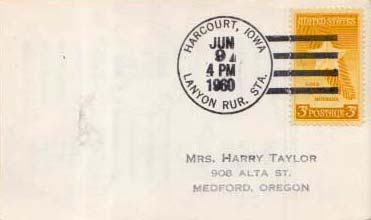 HARCOURT, IOWA
JUN
9
4 PM
1960
LANYON RUR. STA.
UNITED STATES
3¢ POSTAGE 3¢
MRS. HARRY TAYLOR
908 ALTA ST.
MEDFORD, OREGON